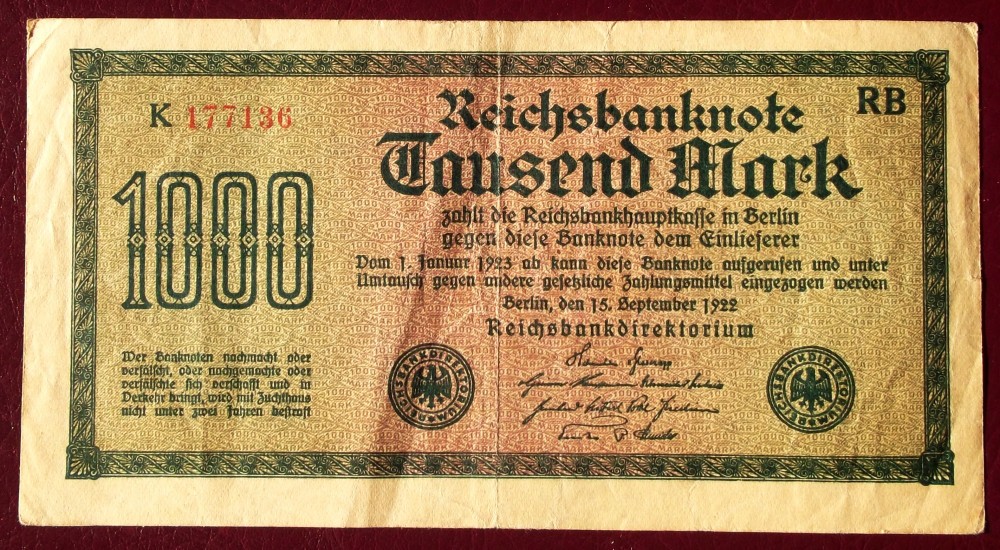 K 177136
RB
Reichsbanknote
Tausend Mark
1000
zahlt die Reichsbankhauptkasse in Berlin
gegen diese Banknote dem Einlieferer
Vom 1. Januar 1923 ab kann diese Banknote aufgerufen und unter
Umtausch gegen andere gesetzliche Zahlungsmittel eingezogen werden
Berlin, den 15. September 1922
Reichsbankdirektorium
Wer Banknoten nachmacht oder
verfälscht, oder nachgemachte oder
verfälschte sich verschafft und in
Verkehr bringt, wird mit Zuchthaus
nicht unter zwei Jahren bestraft
REICHSBANKDIREKTORIUM
REICHSBANKDIREKTORIUM